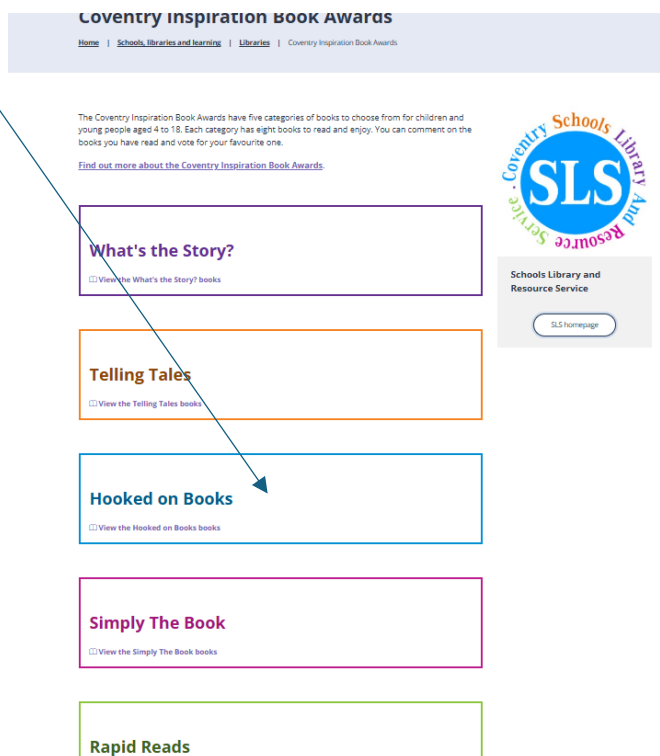 Coventry Inspiration Book Awards
Home | Schools, libraries and learning | Libraries | Coventry Inspiration Book Awards
The Coventry Inspiration Book Awards have five categories of books to choose from for children and
young people aged 4 to 18. Each category has eight books to read and enjoy. You can comment on the
books you have read and vote for your favourite one.
Find out more about the Coventry Inspiration Book Awards.
What's the Story?
View the What's the Story? books
Telling Tales
View the Telling Tales books
Hooked on Books
View the Hooked on Books books
Simply The Book
View the Simply The Book books
Rapid Reads
Coventry Schools Library And Resource Service ·
SLS
Schools Library and
Resource Service
SLS homepage